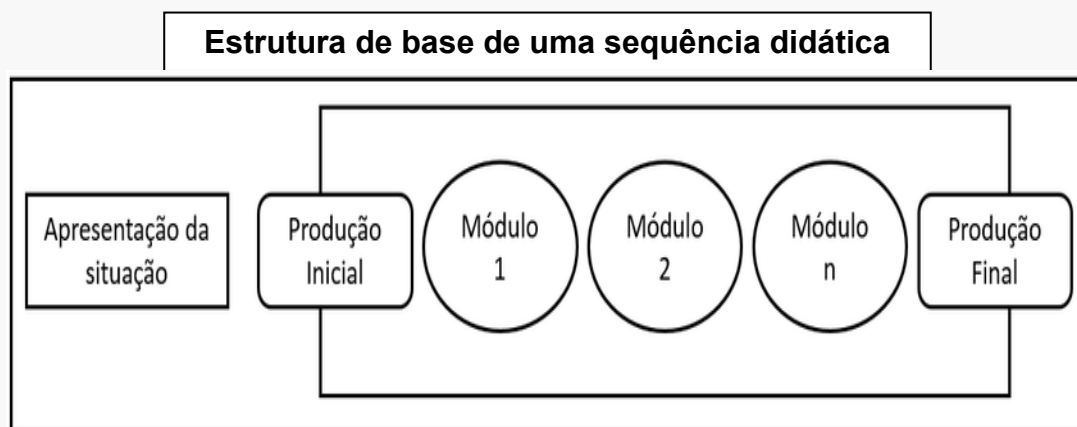 Estrutura de base de uma sequência didática
Apresentação da
situação
Produção
Inicial
Módulo
1
Módulo
2
Módulo
n
Produção
Final